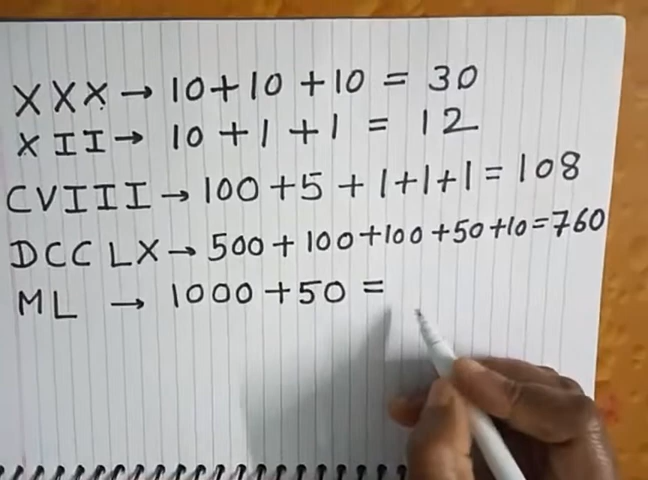 XXX → 10+10+10 = 30
XII → 10+1+1 = 12
CVIII → 100+5+1+1+1=108
DCCLX → 500+100+100+50+10=760
ML → 1000+50 =